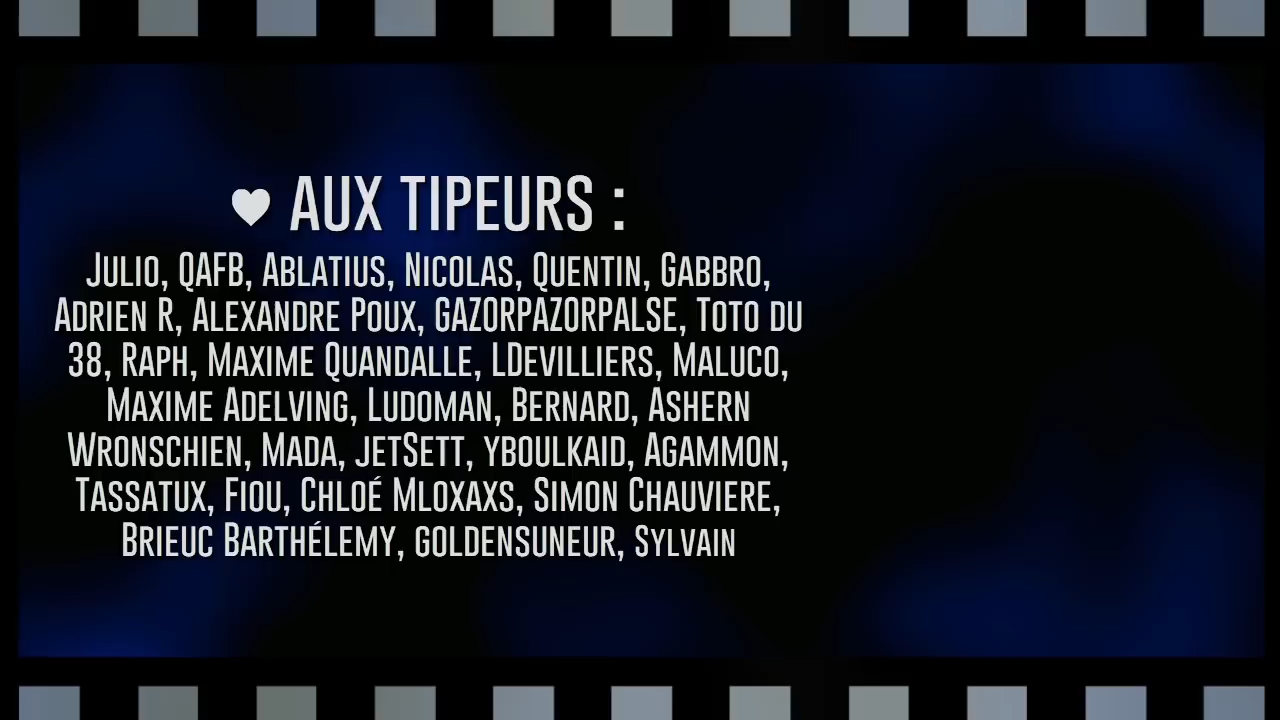 ♥ AUX TIPEURS :
Julio, QAFB, Ablatius, Nicolas, Quentin, Gabbro,
Adrien R, Alexandre Poux, GAZORPAZORPALSE, Toto du
38, Raph, Maxime Quandalle, LDevilliers, Maluco,
Maxime Adelving, Ludoman, Bernard, Ashern
Wronschien, Mada, jetSett, yboulkaid, Agammon,
Tassatux, Fiou, Chloé Mloxaxs, Simon Chauviere,
Brieuc Barthélemy, goldensuneur, Sylvain